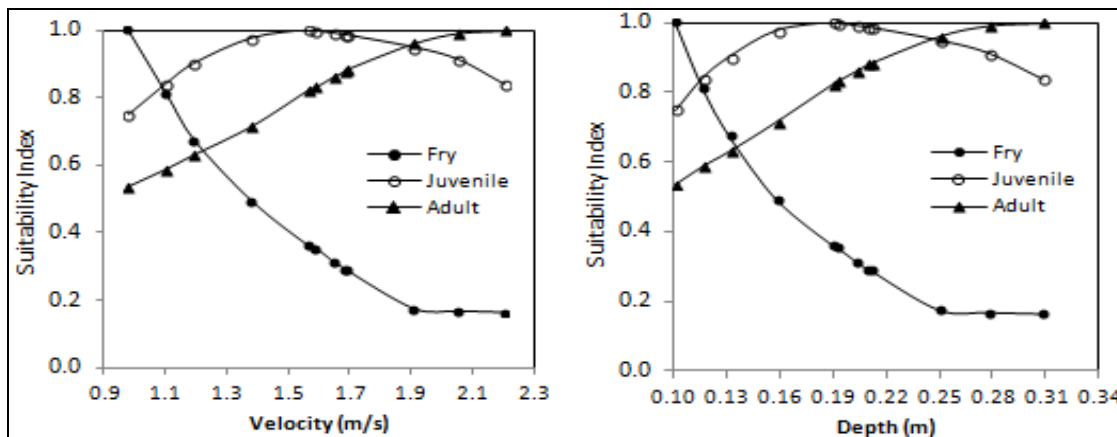 Suitability Index
1.0
0.8
0.6
0.4
0.2
0.0
Fry
Juvenile
Adult
0.9 1.1 1.3 1.5 1.7 1.9 2.1 2.3
Velocity (m/s)
Suitability Index
1.0
0.8
0.6
0.4
0.2
0.0
Fry
Juvenile
Adult
0.10 0.13 0.16 0.19 0.22 0.25 0.28 0.31 0.34
Depth (m)